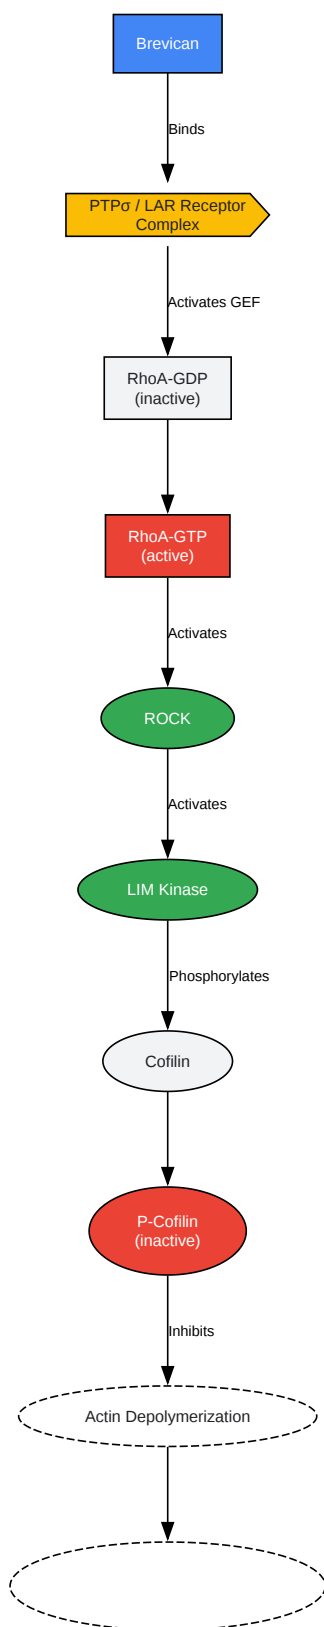 Brevican
Binds
PTPσ / LAR Receptor
Complex
Activates GEF
RhoA-GDP
(inactive)
RhoA-GTP
(active)
Activates
ROCK
Activates
LIM Kinase
Phosphorylates
Cofilin
P-Cofilin
(inactive)
Inhibits
Actin Depolymerization